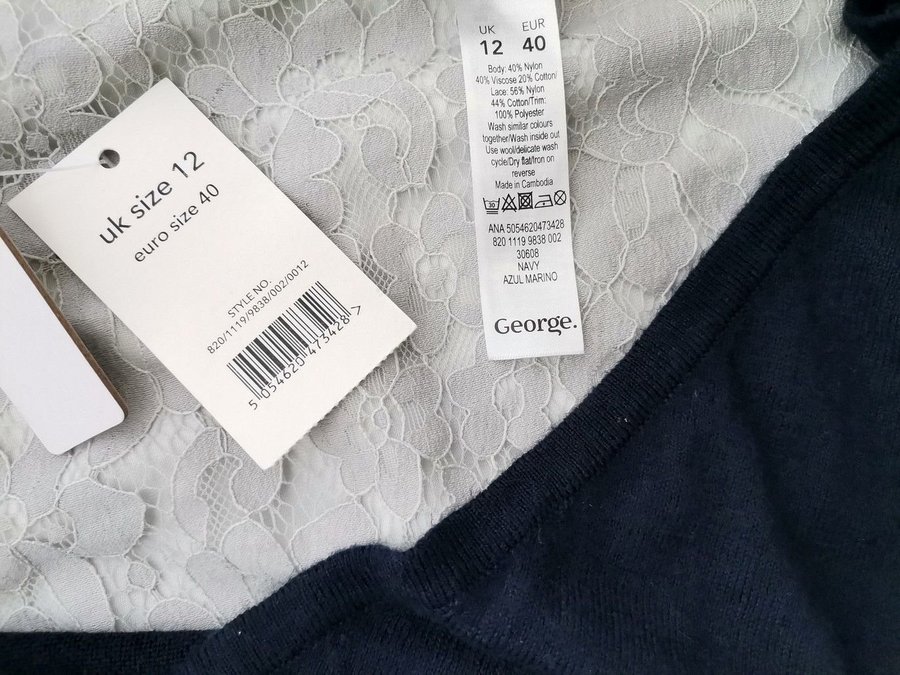 uk size 12
euro size 40
STYLE NO.
820/1119/9838/002/0012
5 054620 473428 >
UK EUR
12 40
Body: 40% Nylon
40% Viscose 20% Cotton/
Lace: 56% Nylon
44% Cotton/Trim:
100% Polyester
Wash similar colours
together/Wash inside out
Use wool/delicate wash
cycle/Dry flat/Iron on
reverse
Made in Cambodia
30
ANA 5054620473428
820 1119 9838 002
30608
NAVY
AZUL MARINO
George.